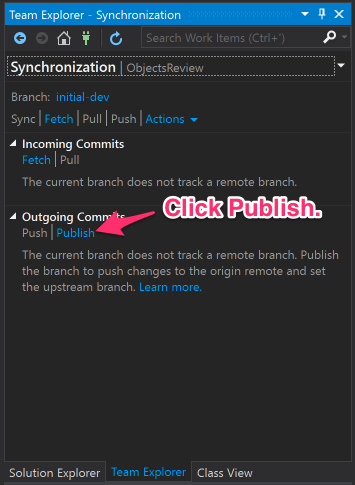 Team Explorer - Synchronization
Search Work Items (Ctrl+')
Synchronization | ObjectsReview
Branch: initial-dev
Sync | Fetch | Pull | Push | Actions
Incoming Commits
Fetch | Pull
The current branch does not track a remote branch.
Outgoing Commits
Click Publish.
Push | Publish
The current branch does not track a remote branch. Publish
the branch to push changes to the origin remote and set
the upstream branch. Learn more.
Solution Explorer Team Explorer Class View